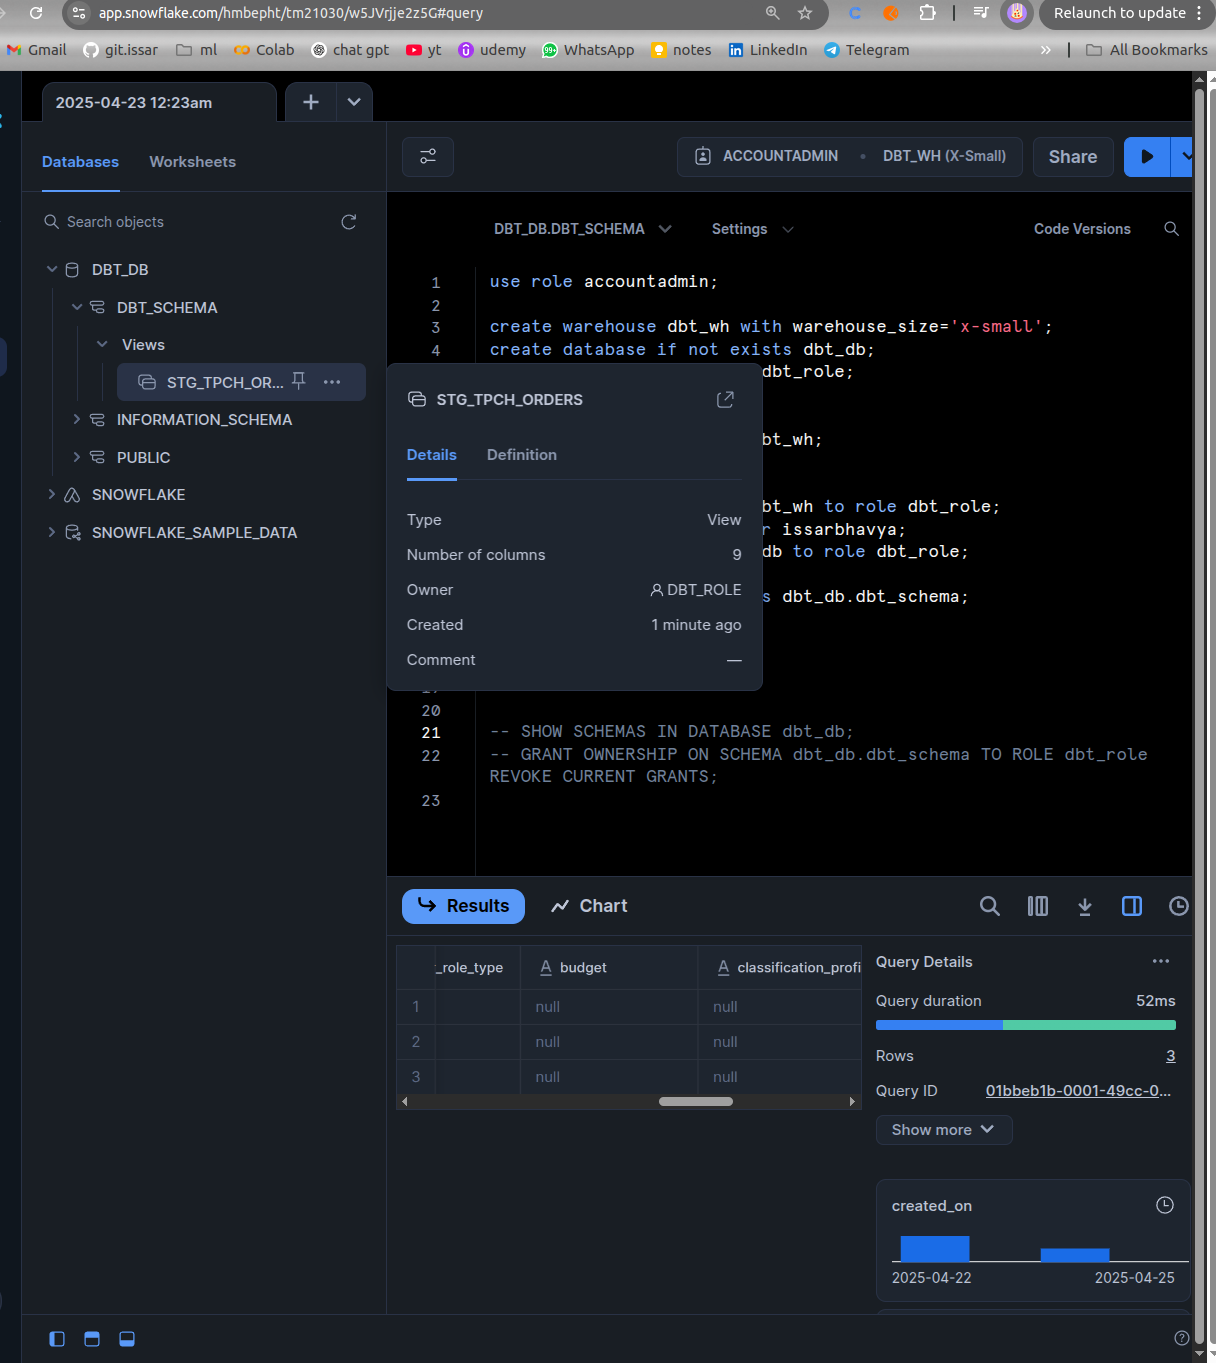 app.snowflake.com/hmbepht/tm21030/w5JVrjje2z5G#query
Relaunch to update
Gmail git.issar ml Colab chat gpt yt udemy 99+ WhatsApp notes LinkedIn Telegram » All Bookmarks
2025-04-23 12:23am
Databases Worksheets
ACCOUNTADMIN DBT_WH (X-Small) Share
Search objects
DBT_DB.DBT_SCHEMA Settings Code Versions
DBT_DB
DBT_SCHEMA
Views
STG_TPCH_OR...
INFORMATION_SCHEMA
PUBLIC
SNOWFLAKE
SNOWFLAKE_SAMPLE_DATA
1 use role accountadmin;
2
3 create warehouse dbt_wh with warehouse_size='x-small';
4 create database if not exists dbt_db;
dbt_role;
bt_wh;
bt_wh to role dbt_role;
r issarbhavya;
db to role dbt_role;
s dbt_db.dbt_schema;
STG_TPCH_ORDERS
Details Definition
Type View
Number of columns 9
Owner DBT_ROLE
Created 1 minute ago
Comment —
20
21 -- SHOW SCHEMAS IN DATABASE dbt_db;
22 -- GRANT OWNERSHIP ON SCHEMA dbt_db.dbt_schema TO ROLE dbt_role
REVOKE CURRENT GRANTS;
23
Results Chart
_role_type budget classification_profi
1 null null
2 null null
3 null null
Query Details
Query duration 52ms
Rows 3
Query ID 01bbeb1b-0001-49cc-0...
Show more
created_on
2025-04-22 2025-04-25